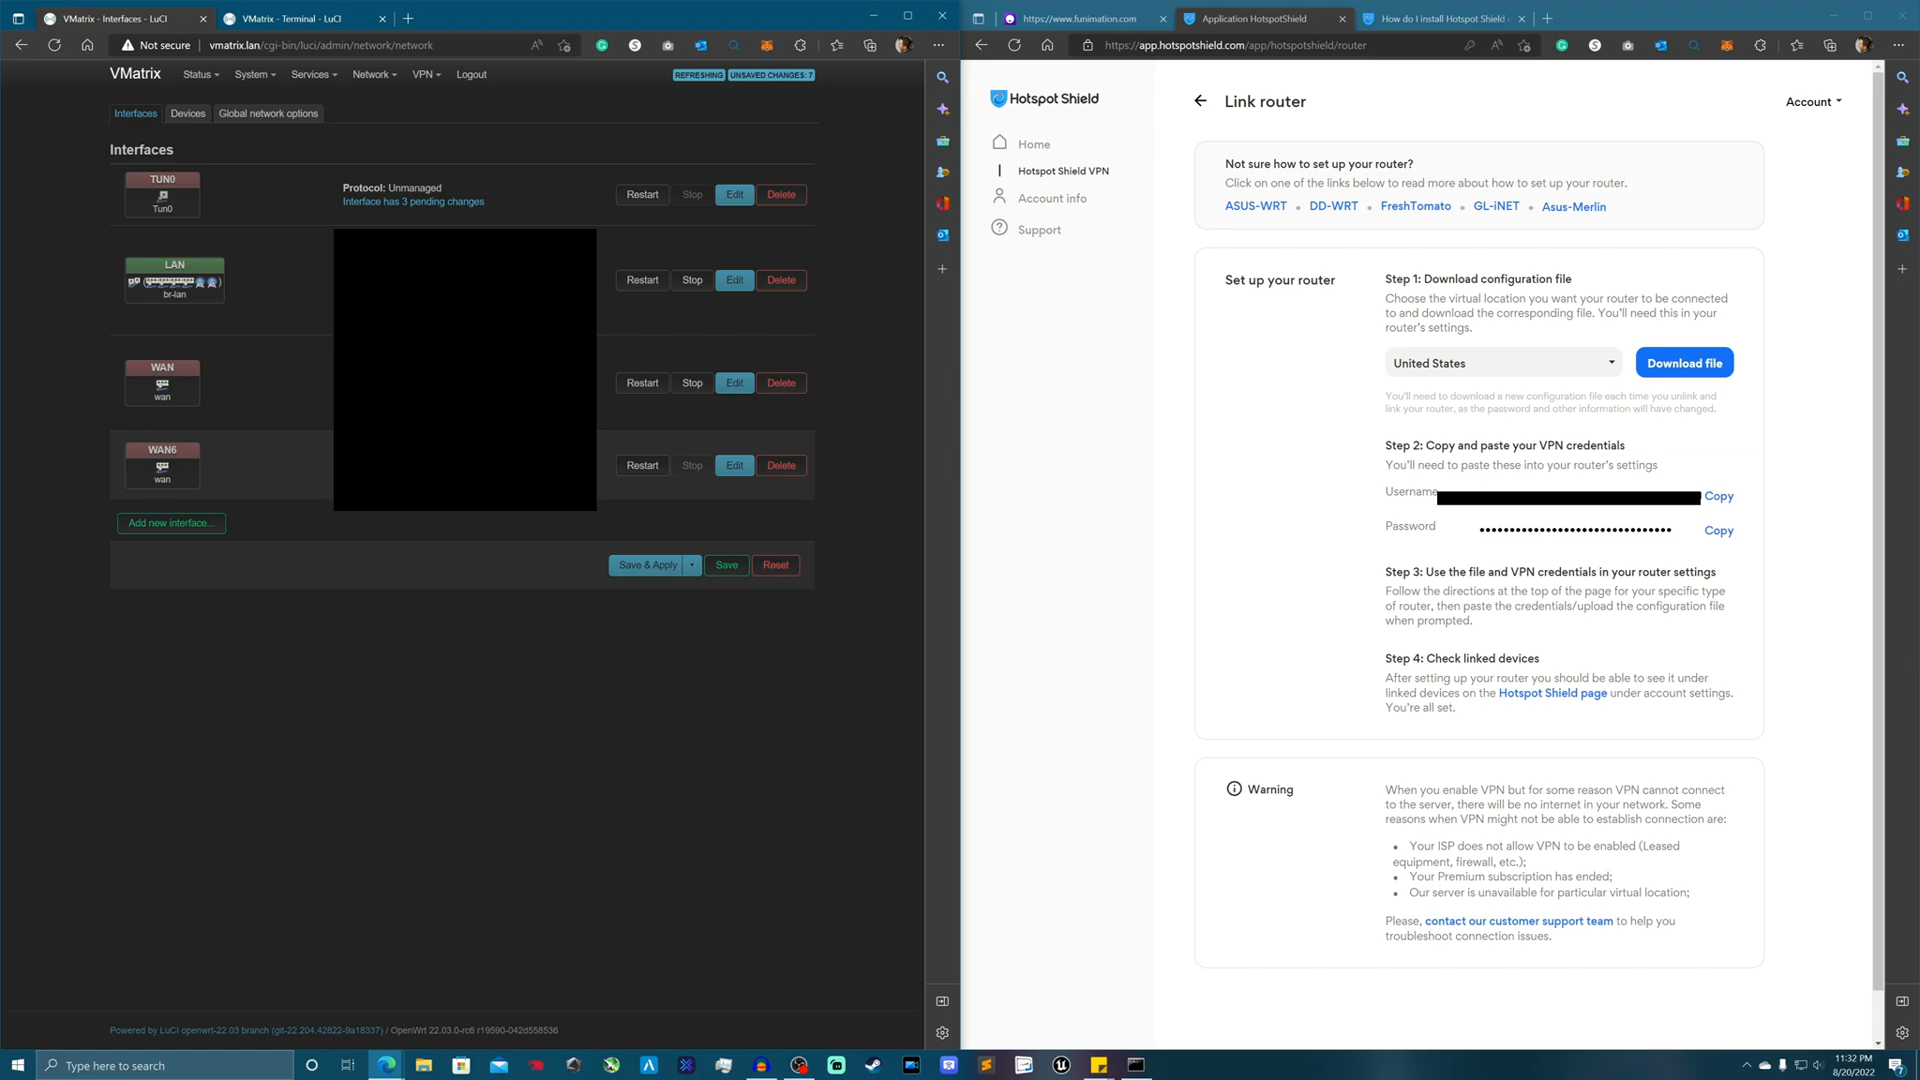 VMatrix - Interfaces - LuCI
VMatrix - Terminal - LuCI
Not secure
vmatrix.lan/cgi-bin/luci/admin/network/network
VMatrix
Status
System
Services
Network
VPN
Logout
REFRESHING
UNSAVED CHANGES: 7
Interfaces
Devices
Global network options
Interfaces
TUN0
Tun0
Protocol: Unmanaged
Interface has 3 pending changes
Restart
Stop
Edit
Delete
LAN
br-lan
Restart
Stop
Edit
Delete
WAN
wan
Restart
Stop
Edit
Delete
WAN6
wan
Restart
Stop
Edit
Delete
Add new interface...
Save & Apply
Save
Reset
Powered by LuCI openwrt-22.03 branch (git-22.204.42822-9a18337) / OpenWrt 22.03.0-rc6 r19590-042d558536
https://www.funimation.com
Application HotspotShield
How do I install Hotspot Shield
https://app.hotspotshield.com/app/hotspotshield/router
Hotspot Shield
Home
Hotspot Shield VPN
Account info
Support
Link router
Account
Not sure how to set up your router?
Click on one of the links below to read more about how to set up your router.
ASUS-WRT • DD-WRT • FreshTomato • GL-iNET • Asus-Merlin
Set up your router
Step 1: Download configuration file
Choose the virtual location you want your router to be connected
to and download the corresponding file. You'll need this in your
router's settings.
United States
Download file
You'll need to download a new configuration file each time you unlink and
link your router, as the password and other information will have changed.
Step 2: Copy and paste your VPN credentials
You'll need to paste these into your router's settings
Username
Copy
Password
Copy
Step 3: Use the file and VPN credentials in your router settings
Follow the directions at the top of the page for your specific type
of router, then paste the credentials/upload the configuration file
when prompted.
Step 4: Check linked devices
After setting up your router you should be able to see it under
linked devices on the Hotspot Shield page under account settings.
You're all set.
Warning
When you enable VPN but for some reason VPN cannot connect
to the server, there will be no internet in your network. Some
reasons when VPN might not be able to establish connection are:
• Your ISP does not allow VPN to be enabled (Leased
equipment, firewall, etc.);
• Your Premium subscription has ended;
• Our server is unavailable for particular virtual location;
Please, contact our customer support team to help you
troubleshoot connection issues.
Type here to search
11:32 PM
8/20/2022